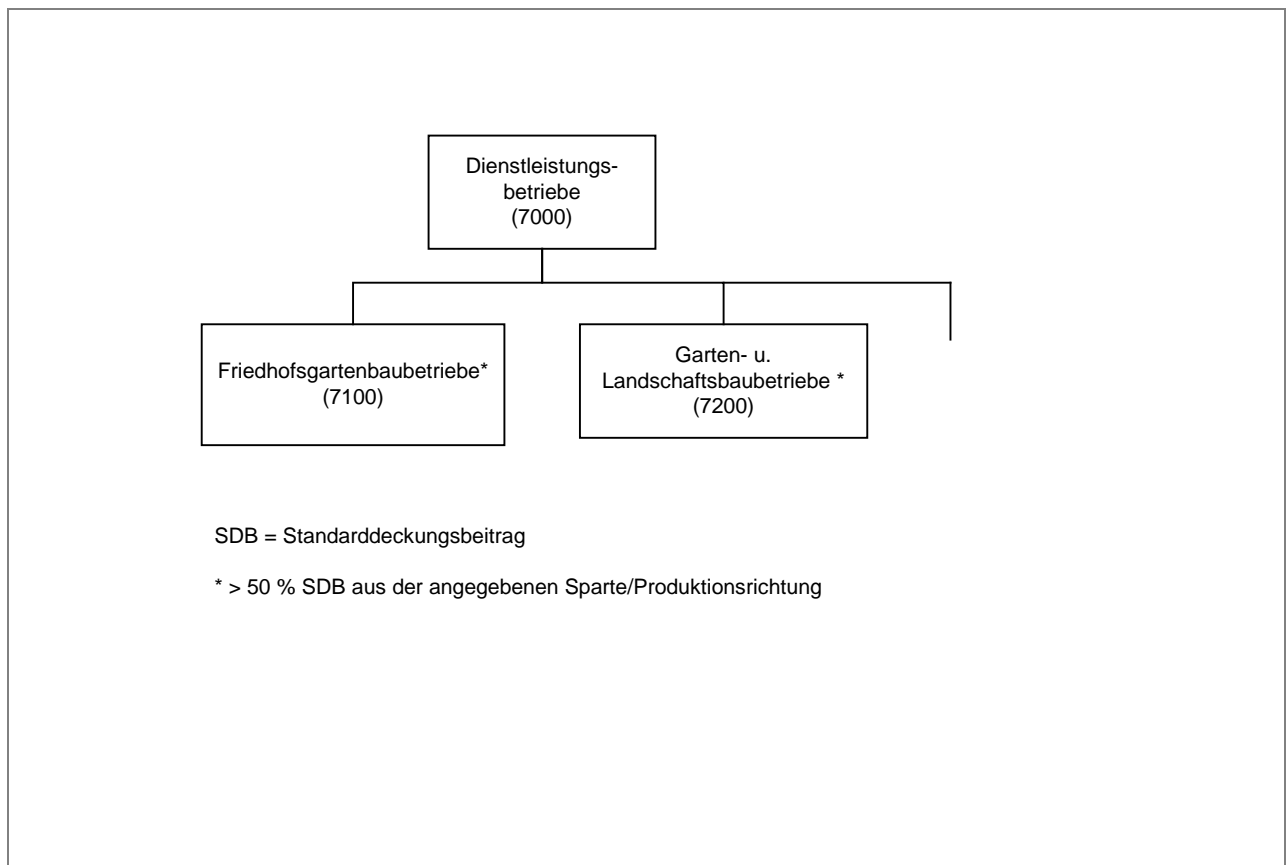 Dienstleistungs-
betriebe
(7000)
Friedhofsgartenbaubetriebe*
(7100)
Garten- u.
Landschaftsbaubetriebe *
(7200)
SDB = Standarddeckungsbeitrag
* > 50 % SDB aus der angegebenen Sparte/Produktionsrichtung